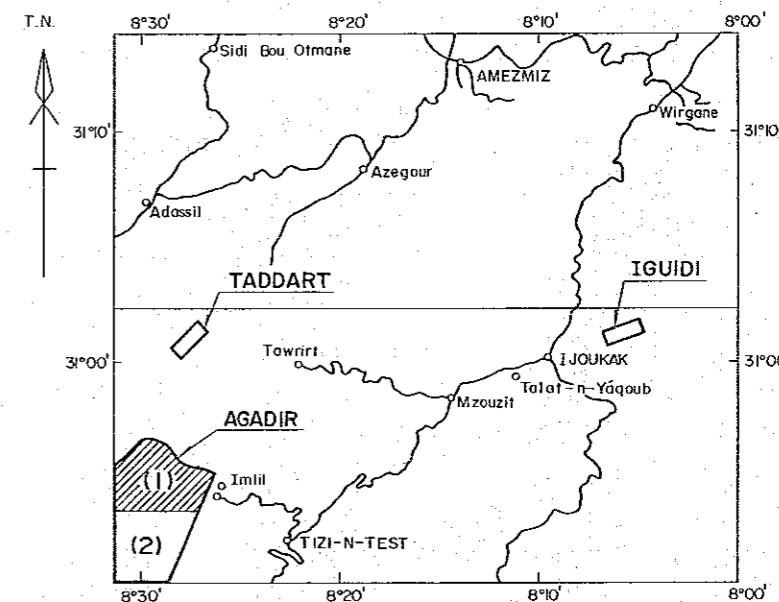 T.N.
8°30' 8°20' 8°10' 8°00'
Sidi Bou Otmane
AMEZMIZ
Wirgane
31°10' 31°10'
Azegour
Adassil
TADDART
IGUIDI
31°00' 31°00'
Tawrirt
IJOUKAK
Talat-n-Yáqoub
Mzouzit
AGADIR
(1)
Imlil
(2)
TIZI-N-TEST
8°30' 8°20' 8°10' 8°00'